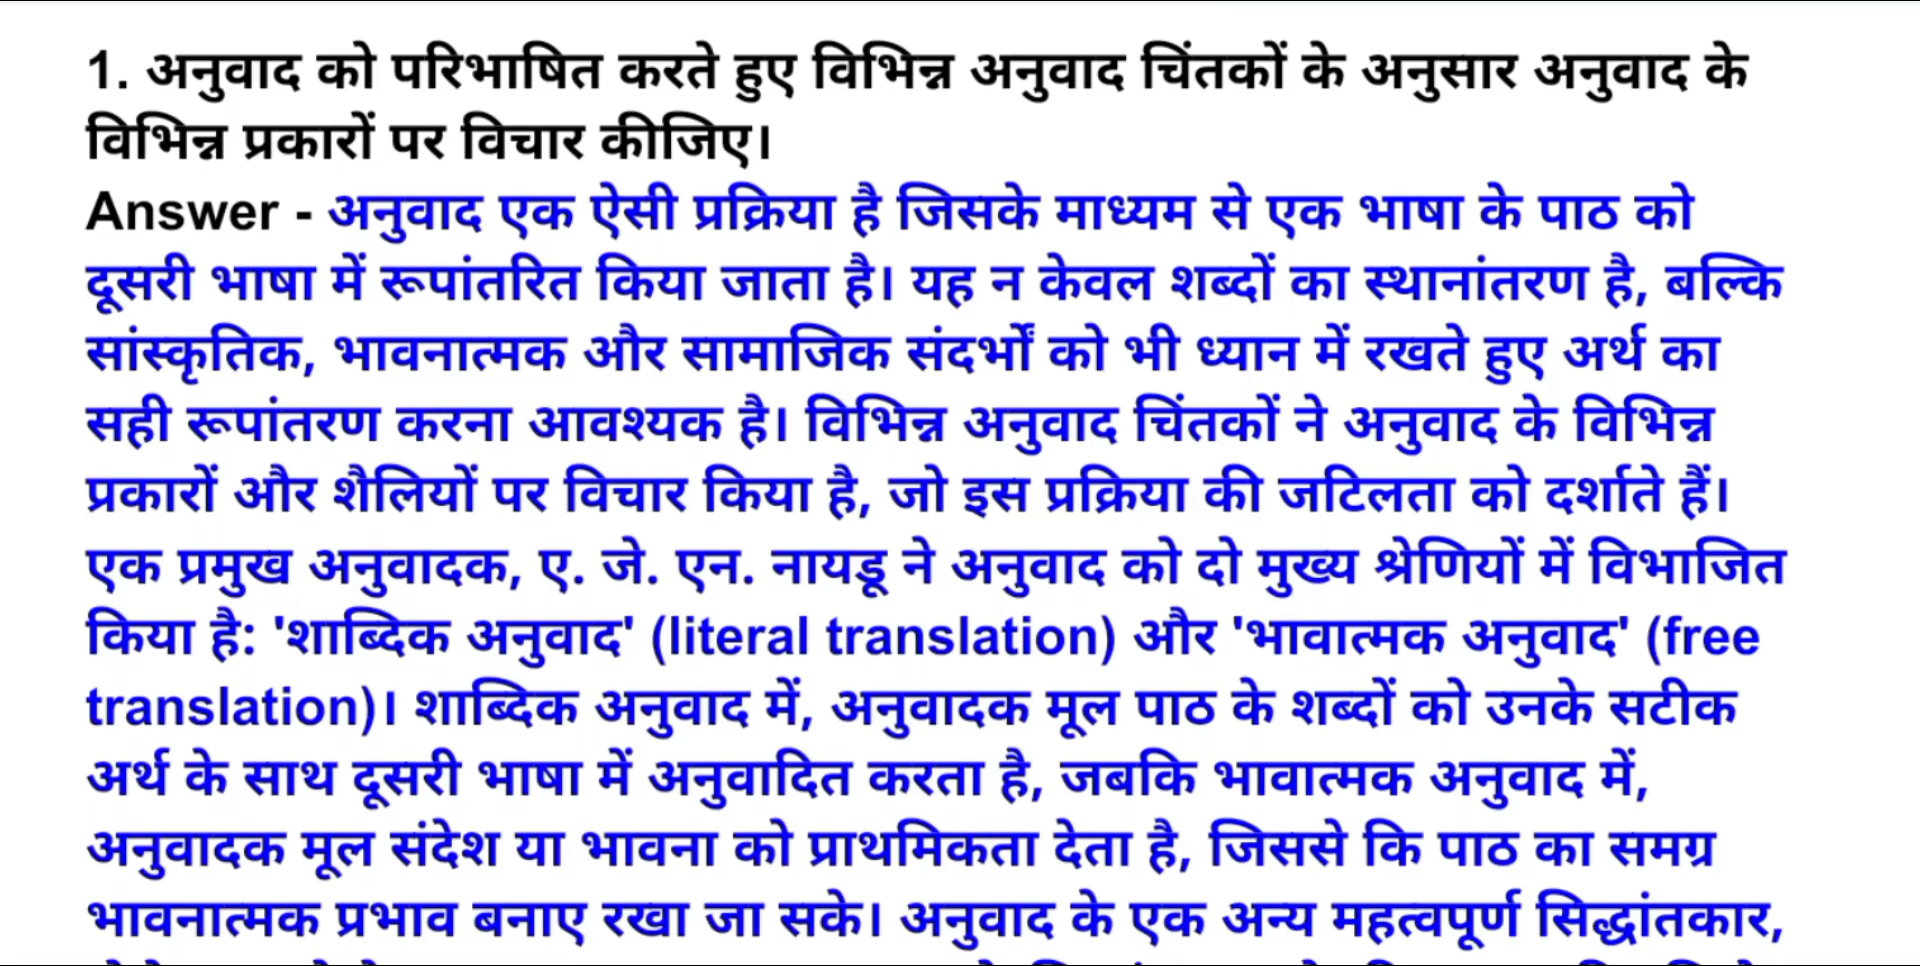 1. अनुवाद को परिभाषित करते हुए विभिन्न अनुवाद चिंतकों के अनुसार अनुवाद के
विभिन्न प्रकारों पर विचार कीजिए।
Answer - अनुवाद एक ऐसी प्रक्रिया है जिसके माध्यम से एक भाषा के पाठ को
दूसरी भाषा में रूपांतरित किया जाता है। यह न केवल शब्दों का स्थानांतरण है, बल्कि
सांस्कृतिक, भावनात्मक और सामाजिक संदर्भों को भी ध्यान में रखते हुए अर्थ का
सही रूपांतरण करना आवश्यक है। विभिन्न अनुवाद चिंतकों ने अनुवाद के विभिन्न
प्रकारों और शैलियों पर विचार किया है, जो इस प्रक्रिया की जटिलता को दर्शाते हैं।
एक प्रमुख अनुवादक, ए. जे. एन. नायडू ने अनुवाद को दो मुख्य श्रेणियों में विभाजित
किया है: 'शाब्दिक अनुवाद' (literal translation) और 'भावात्मक अनुवाद' (free
translation)। शाब्दिक अनुवाद में, अनुवादक मूल पाठ के शब्दों को उनके सटीक
अर्थ के साथ दूसरी भाषा में अनुवादित करता है, जबकि भावात्मक अनुवाद में,
अनुवादक मूल संदेश या भावना को प्राथमिकता देता है, जिससे कि पाठ का समग्र
भावनात्मक प्रभाव बनाए रखा जा सके। अनुवाद के एक अन्य महत्वपूर्ण सिद्धांतकार,